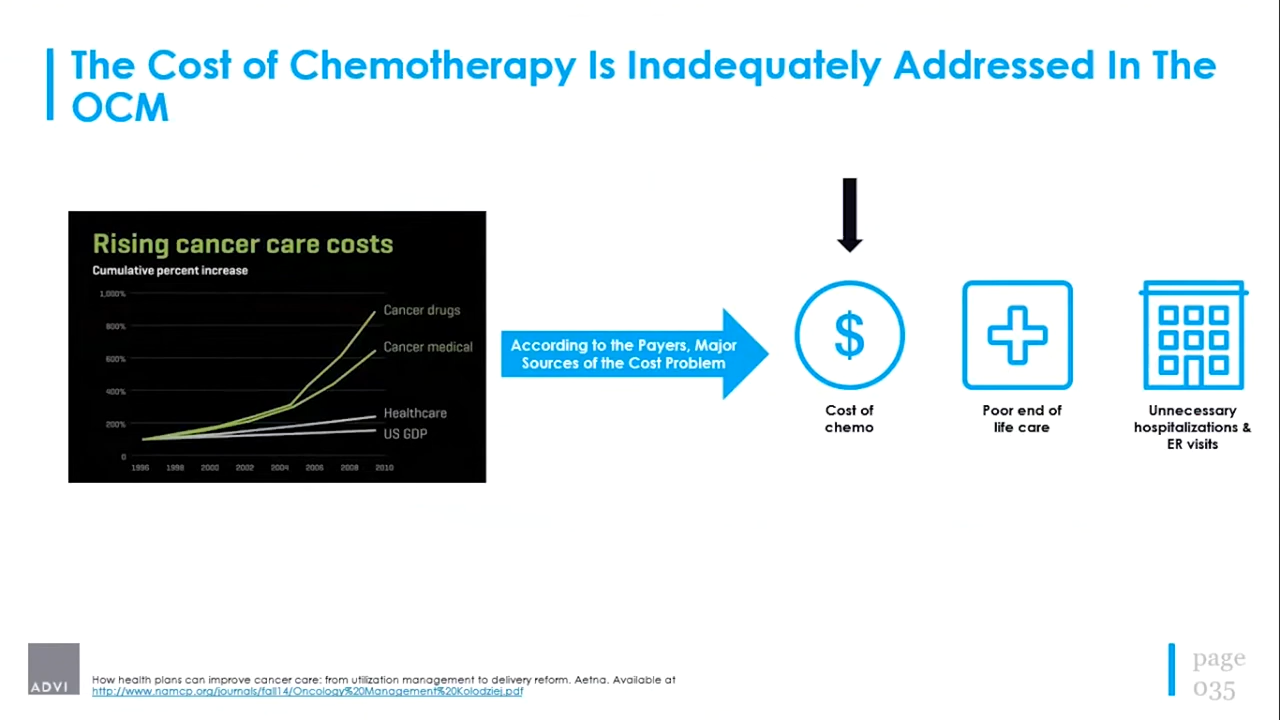 The Cost of Chemotherapy Is Inadequately Addressed In The
OCM
Rising cancer care costs
Cumulative percent increase
1,000%
800%
600%
400%
200%
0
1996 1998 2000 2002 2004 2006 2008 2010
Cancer drugs
Cancer medical
Healthcare
US GDP
According to the Payers, Major
Sources of the Cost Problem
$
Cost of
chemo
Poor end of
life care
Unnecessary
hospitalizations &
ER visits
ADVI
How health plans can improve cancer care: from utilization management to delivery reform. Aetna. Available at
http://www.namcp.org/journals/fall14/Oncology%20Management%20Kolodziej.pdf
page
035